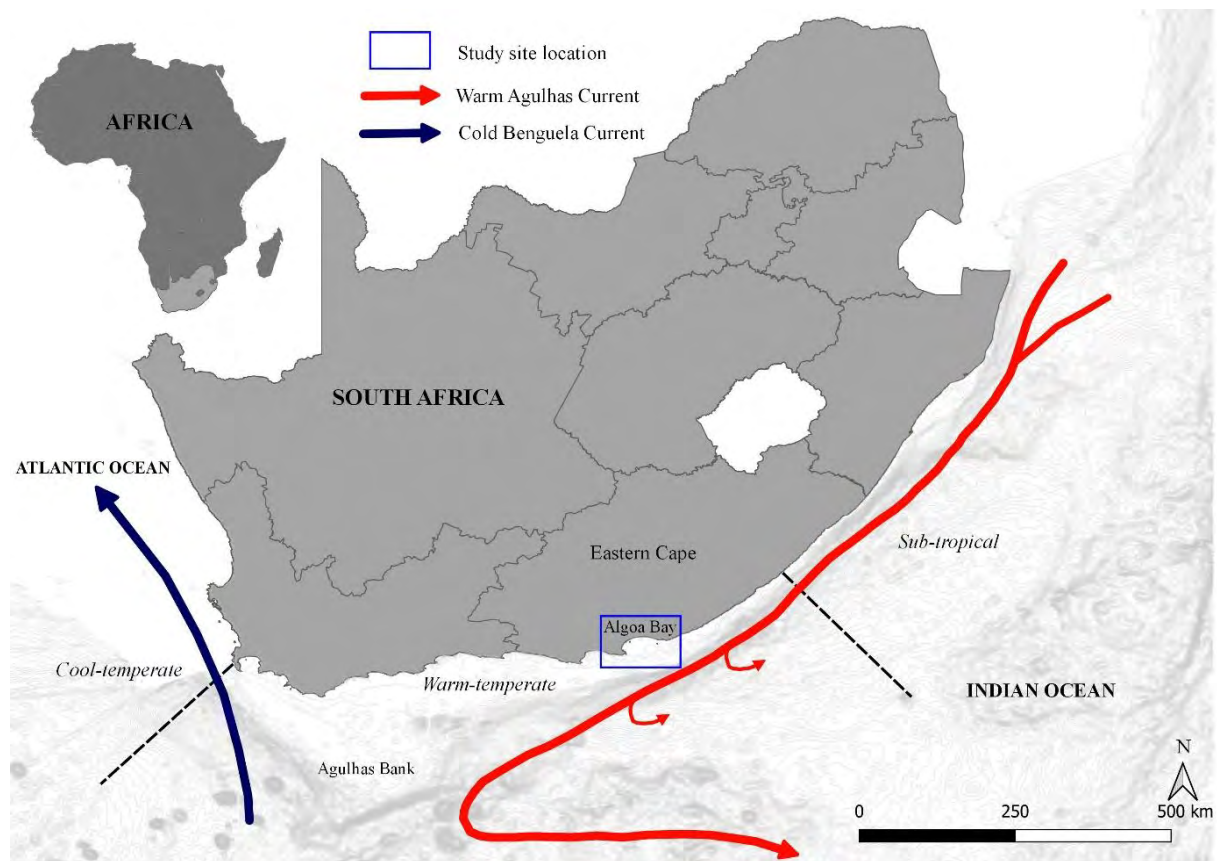 Study site location
Warm Agulhas Current
Cold Benguela Current
AFRICA
SOUTH AFRICA
ATLANTIC OCEAN
Eastern Cape
Sub-tropical
Algoa Bay
Cool-temperate
Warm-temperate
INDIAN OCEAN
Agulhas Bank
N
0 250 500 km